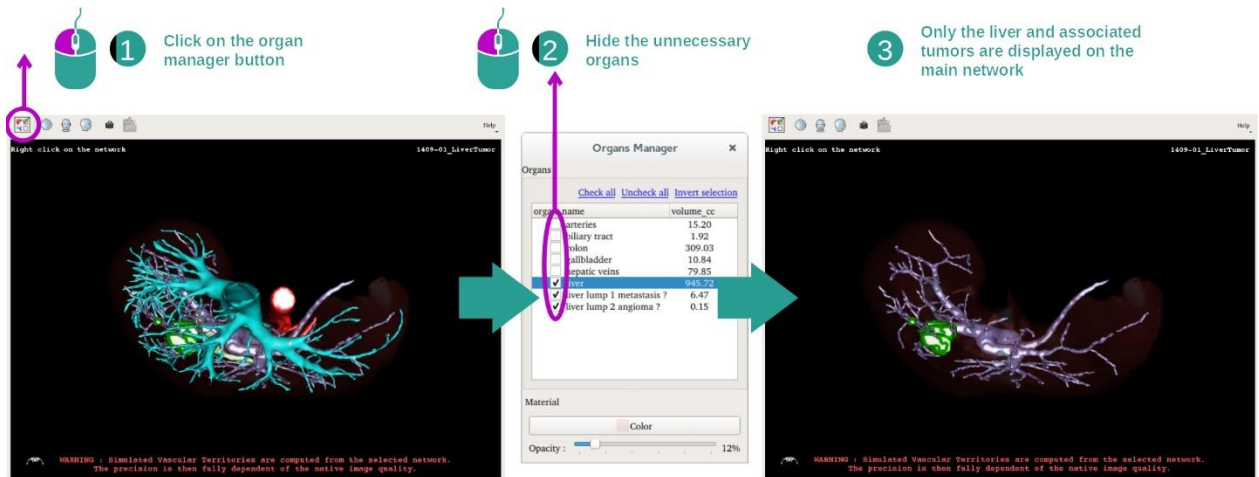 1
Click on the organ
manager button
2
Hide the unnecessary
organs
3
Only the liver and associated
tumors are displayed on the
main network
Help
Right click on the network
1409-01_LiverTumor
WARNING : Simulated Vascular Territories are computed from the selected network.
The precision is then fully dependent of the native image quality.
Organs Manager
Organs
Check all Uncheck all Invert selection
organ name volume_cc
arteries 15.20
biliary tract 1.92
colon 309.03
gallbladder 10.84
hepatic veins 79.85
liver 945.72
liver lump 1 metastasis ? 6.47
liver lump 2 angioma ? 0.15
Material
Color
Opacity : 12%
Help
Right click on the network
1409-01_LiverTumor
WARNING : Simulated Vascular Territories are computed from the selected network.
The precision is then fully dependent of the native image quality.